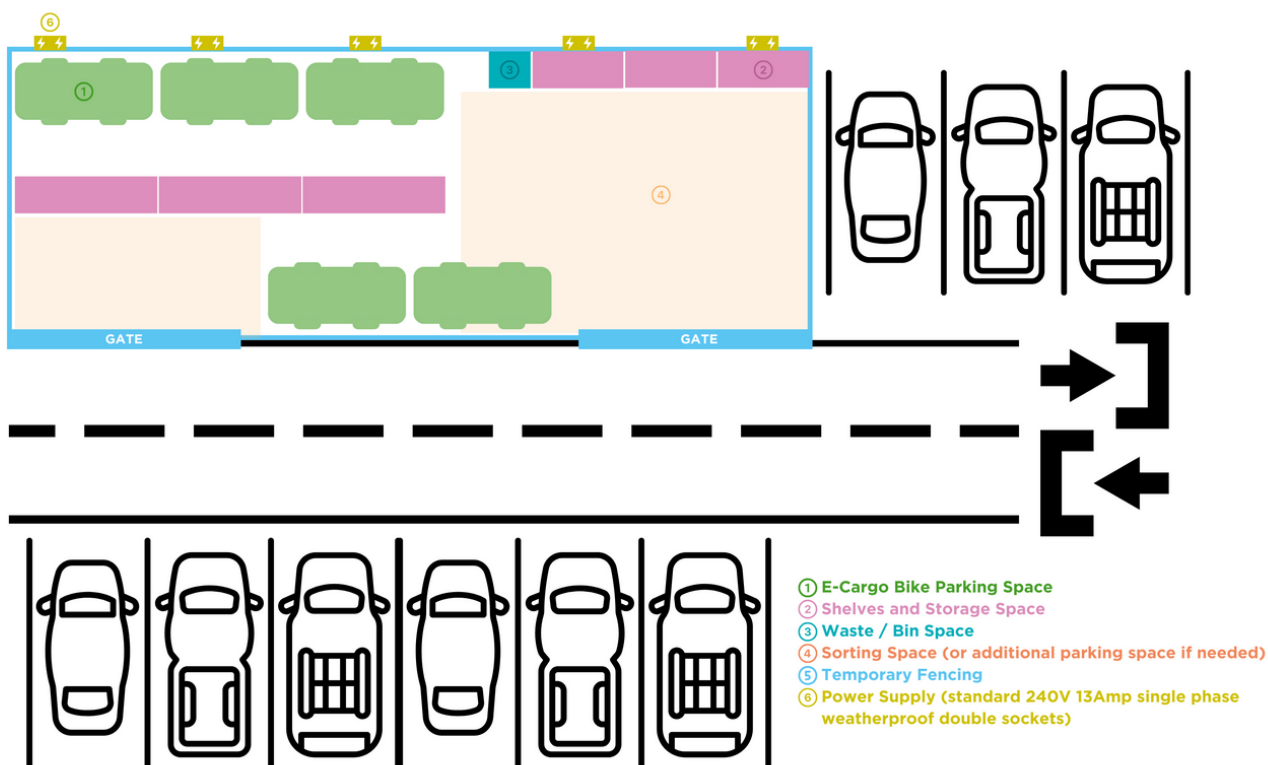 6
1
3
2
4
GATE
GATE
1 E-Cargo Bike Parking Space
2 Shelves and Storage Space
3 Waste / Bin Space
4 Sorting Space (or additional parking space if needed)
5 Temporary Fencing
6 Power Supply (standard 240V 13Amp single phase
weatherproof double sockets)